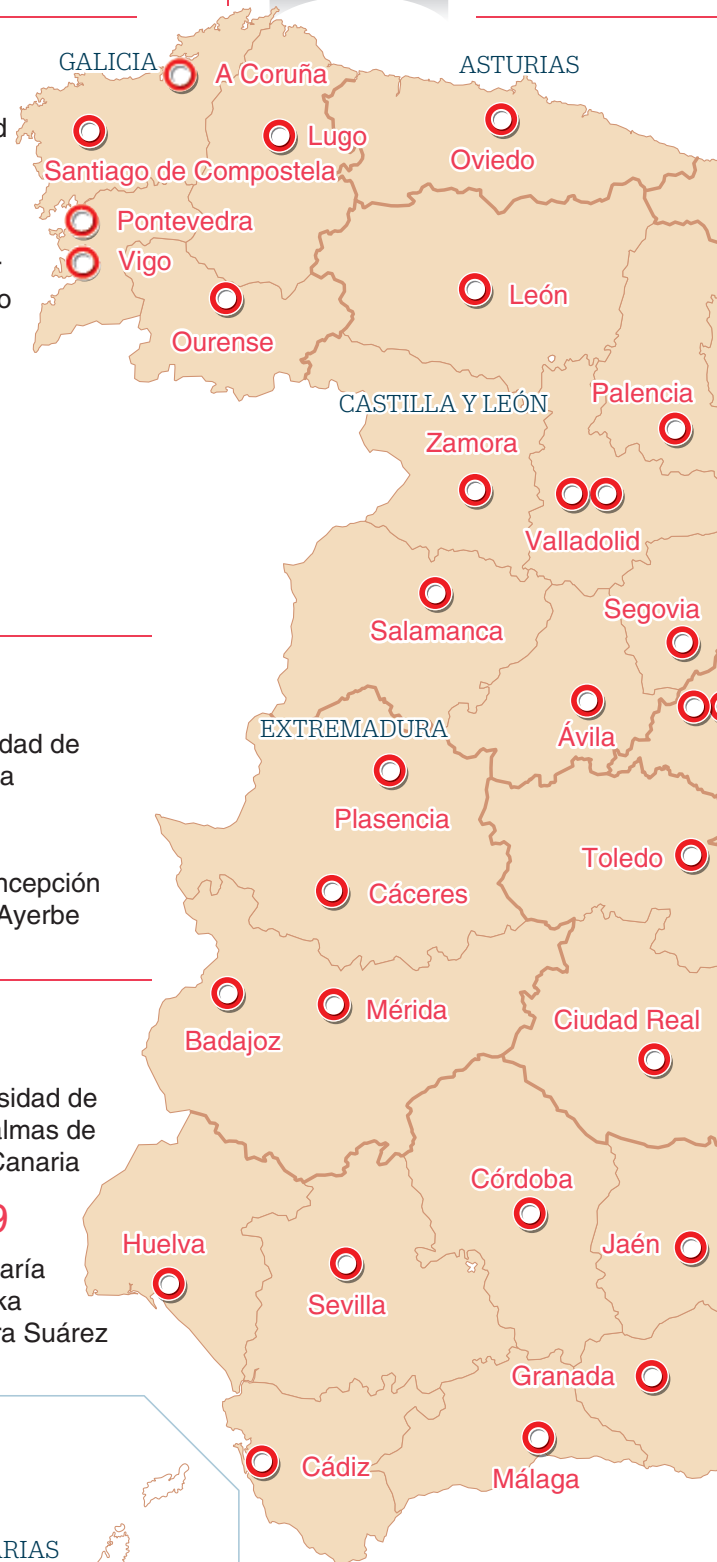 GALICIA
A Coruña
ASTURIAS
d
Lugo
Oviedo
Santiago de Compostela
Pontevedra
Vigo
o
León
Ourense
CASTILLA Y LEÓN
Palencia
Zamora
Valladolid
Segovia
Salamanca
EXTREMADURA
Ávila
dad de
a
Plasencia
Toledo
ncepción
Ayerbe
Cáceres
Mérida
Ciudad Real
Badajoz
sidad de
almas de
Canaria
Córdoba
9
Huelva
Jaén
aría
ka
ra Suárez
Sevilla
Granada
Cádiz
Málaga
ARIAS